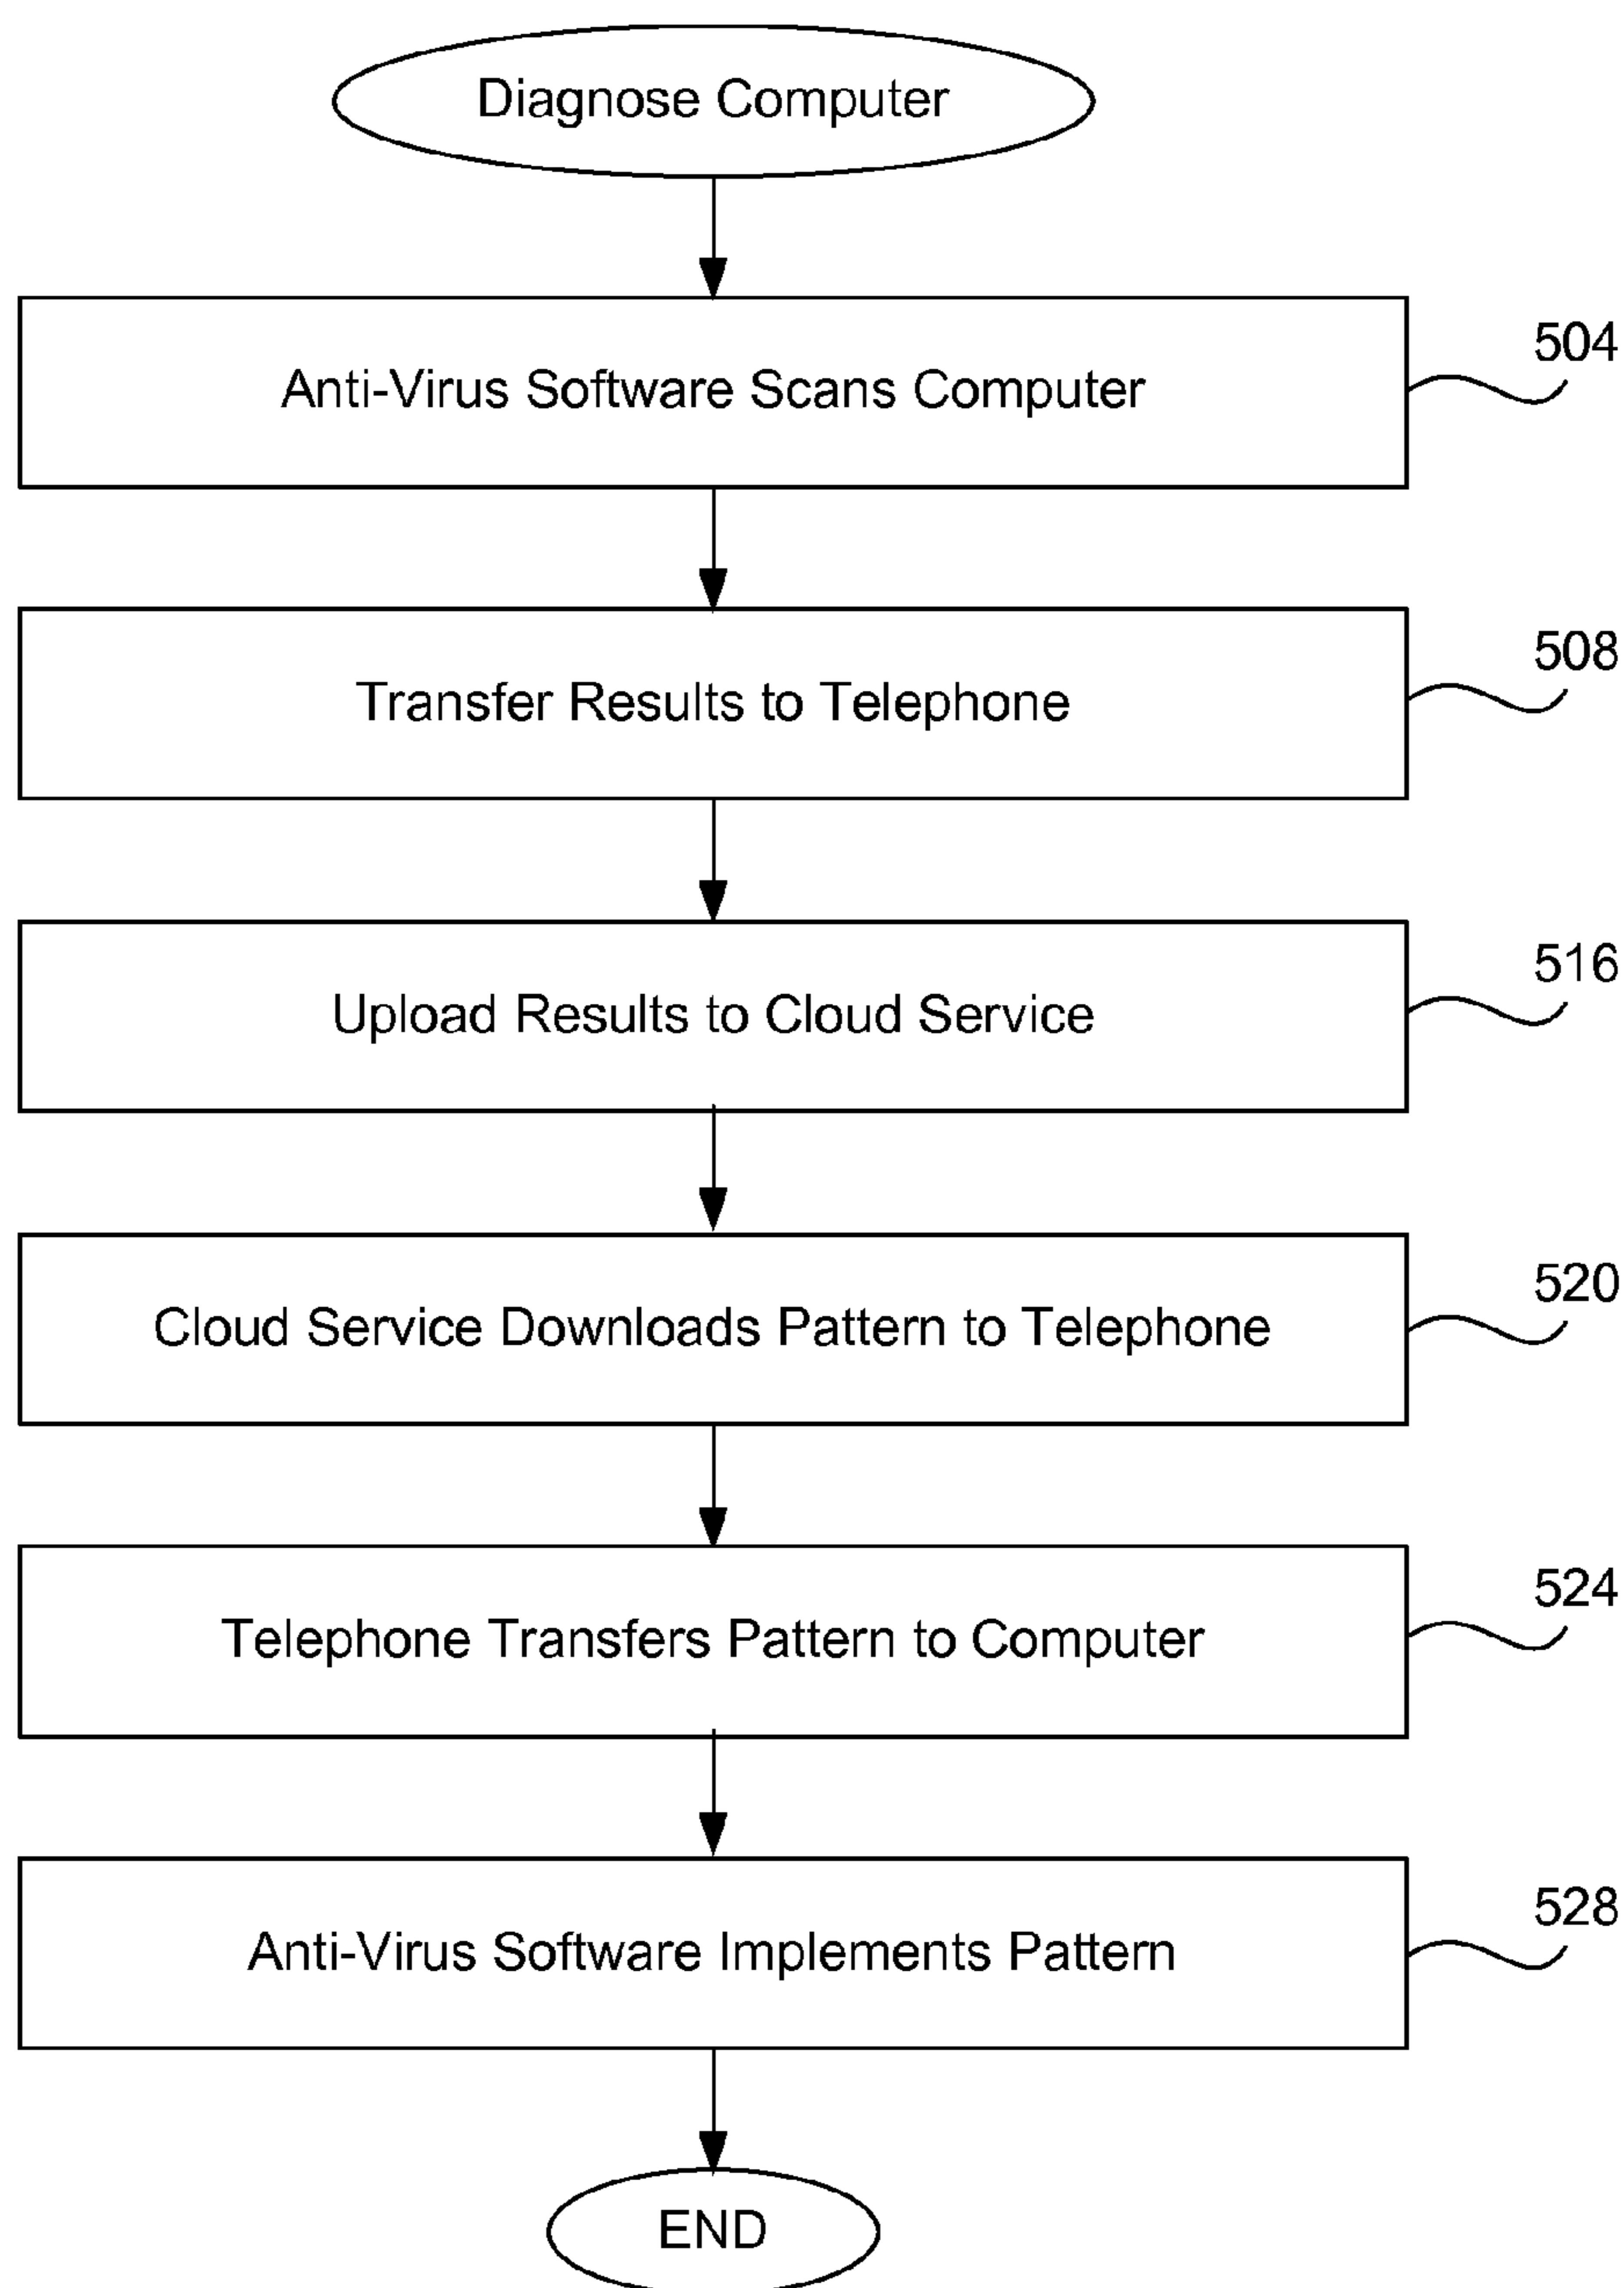 Diagnose Computer
Anti-Virus Software Scans Computer
504
Transfer Results to Telephone
508
Upload Results to Cloud Service
516
Cloud Service Downloads Pattern to Telephone
520
Telephone Transfers Pattern to Computer
524
Anti-Virus Software Implements Pattern
528
END